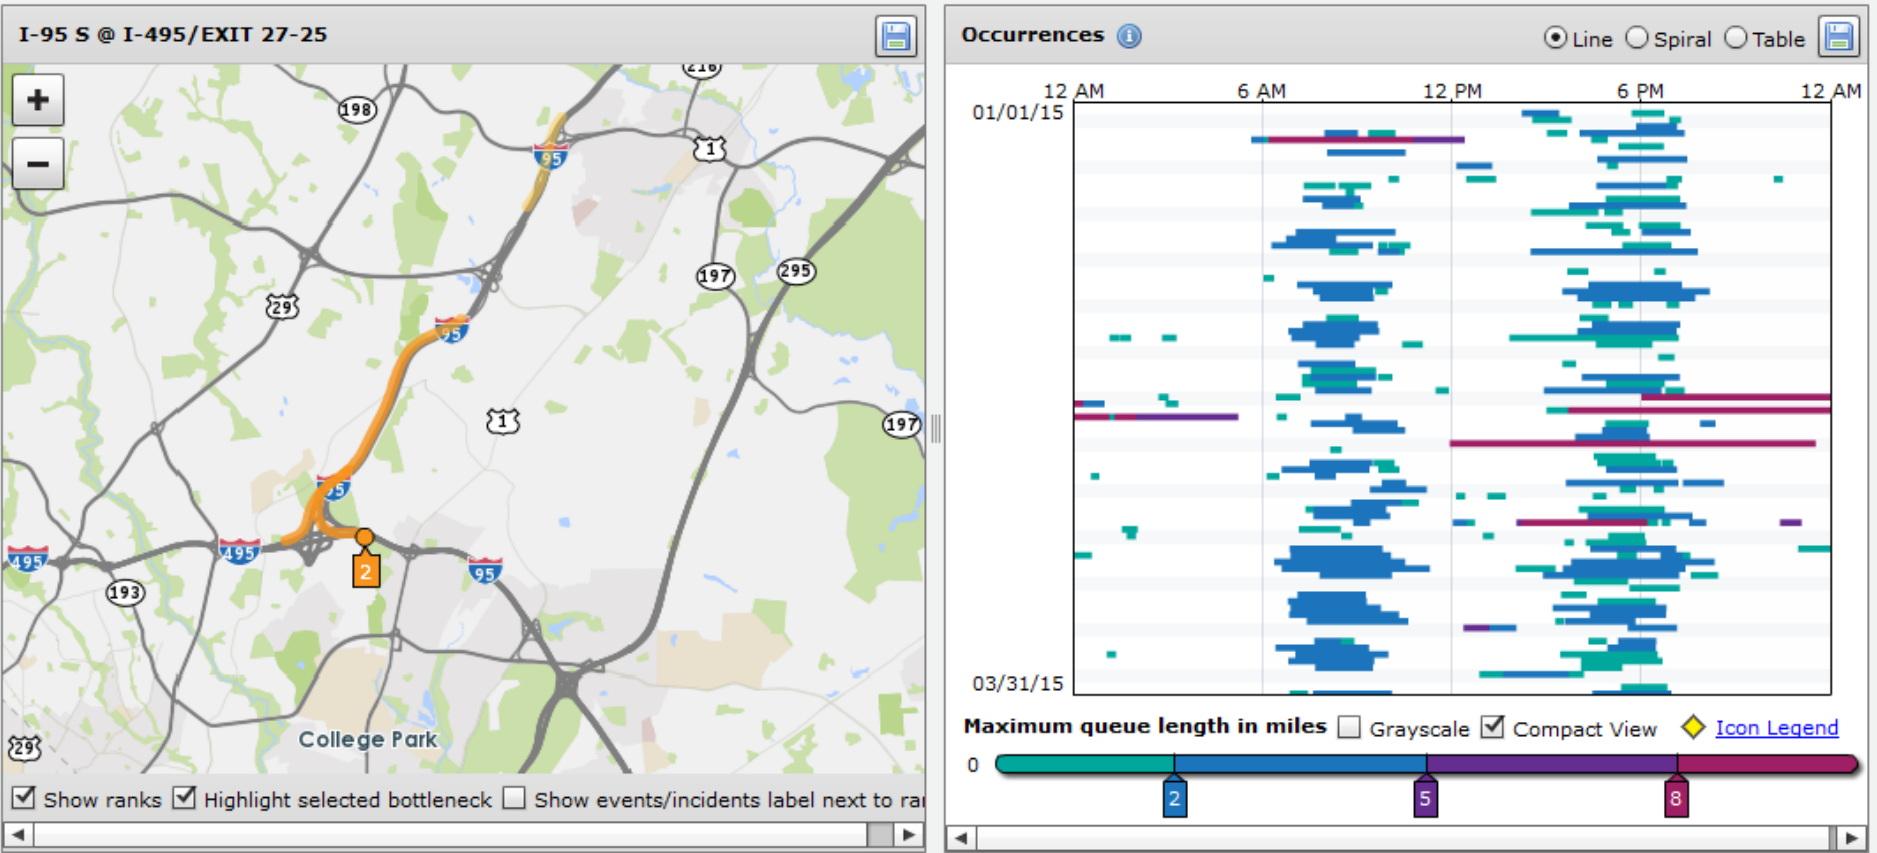 I-95 S @ I-495/EXIT 27-25
+
−
198
216
1
95
197
295
29
95
1
197
95
495
495
2
95
193
College Park
29
Show ranks
Highlight selected bottleneck
Show events/incidents label next to
Occurrences
Line
Spiral
Table
12 AM 6 AM 12 PM 6 PM 12 AM
01/01/15
03/31/15
Maximum queue length in miles
Grayscale
Compact View
Icon Legend
0
2 5 8